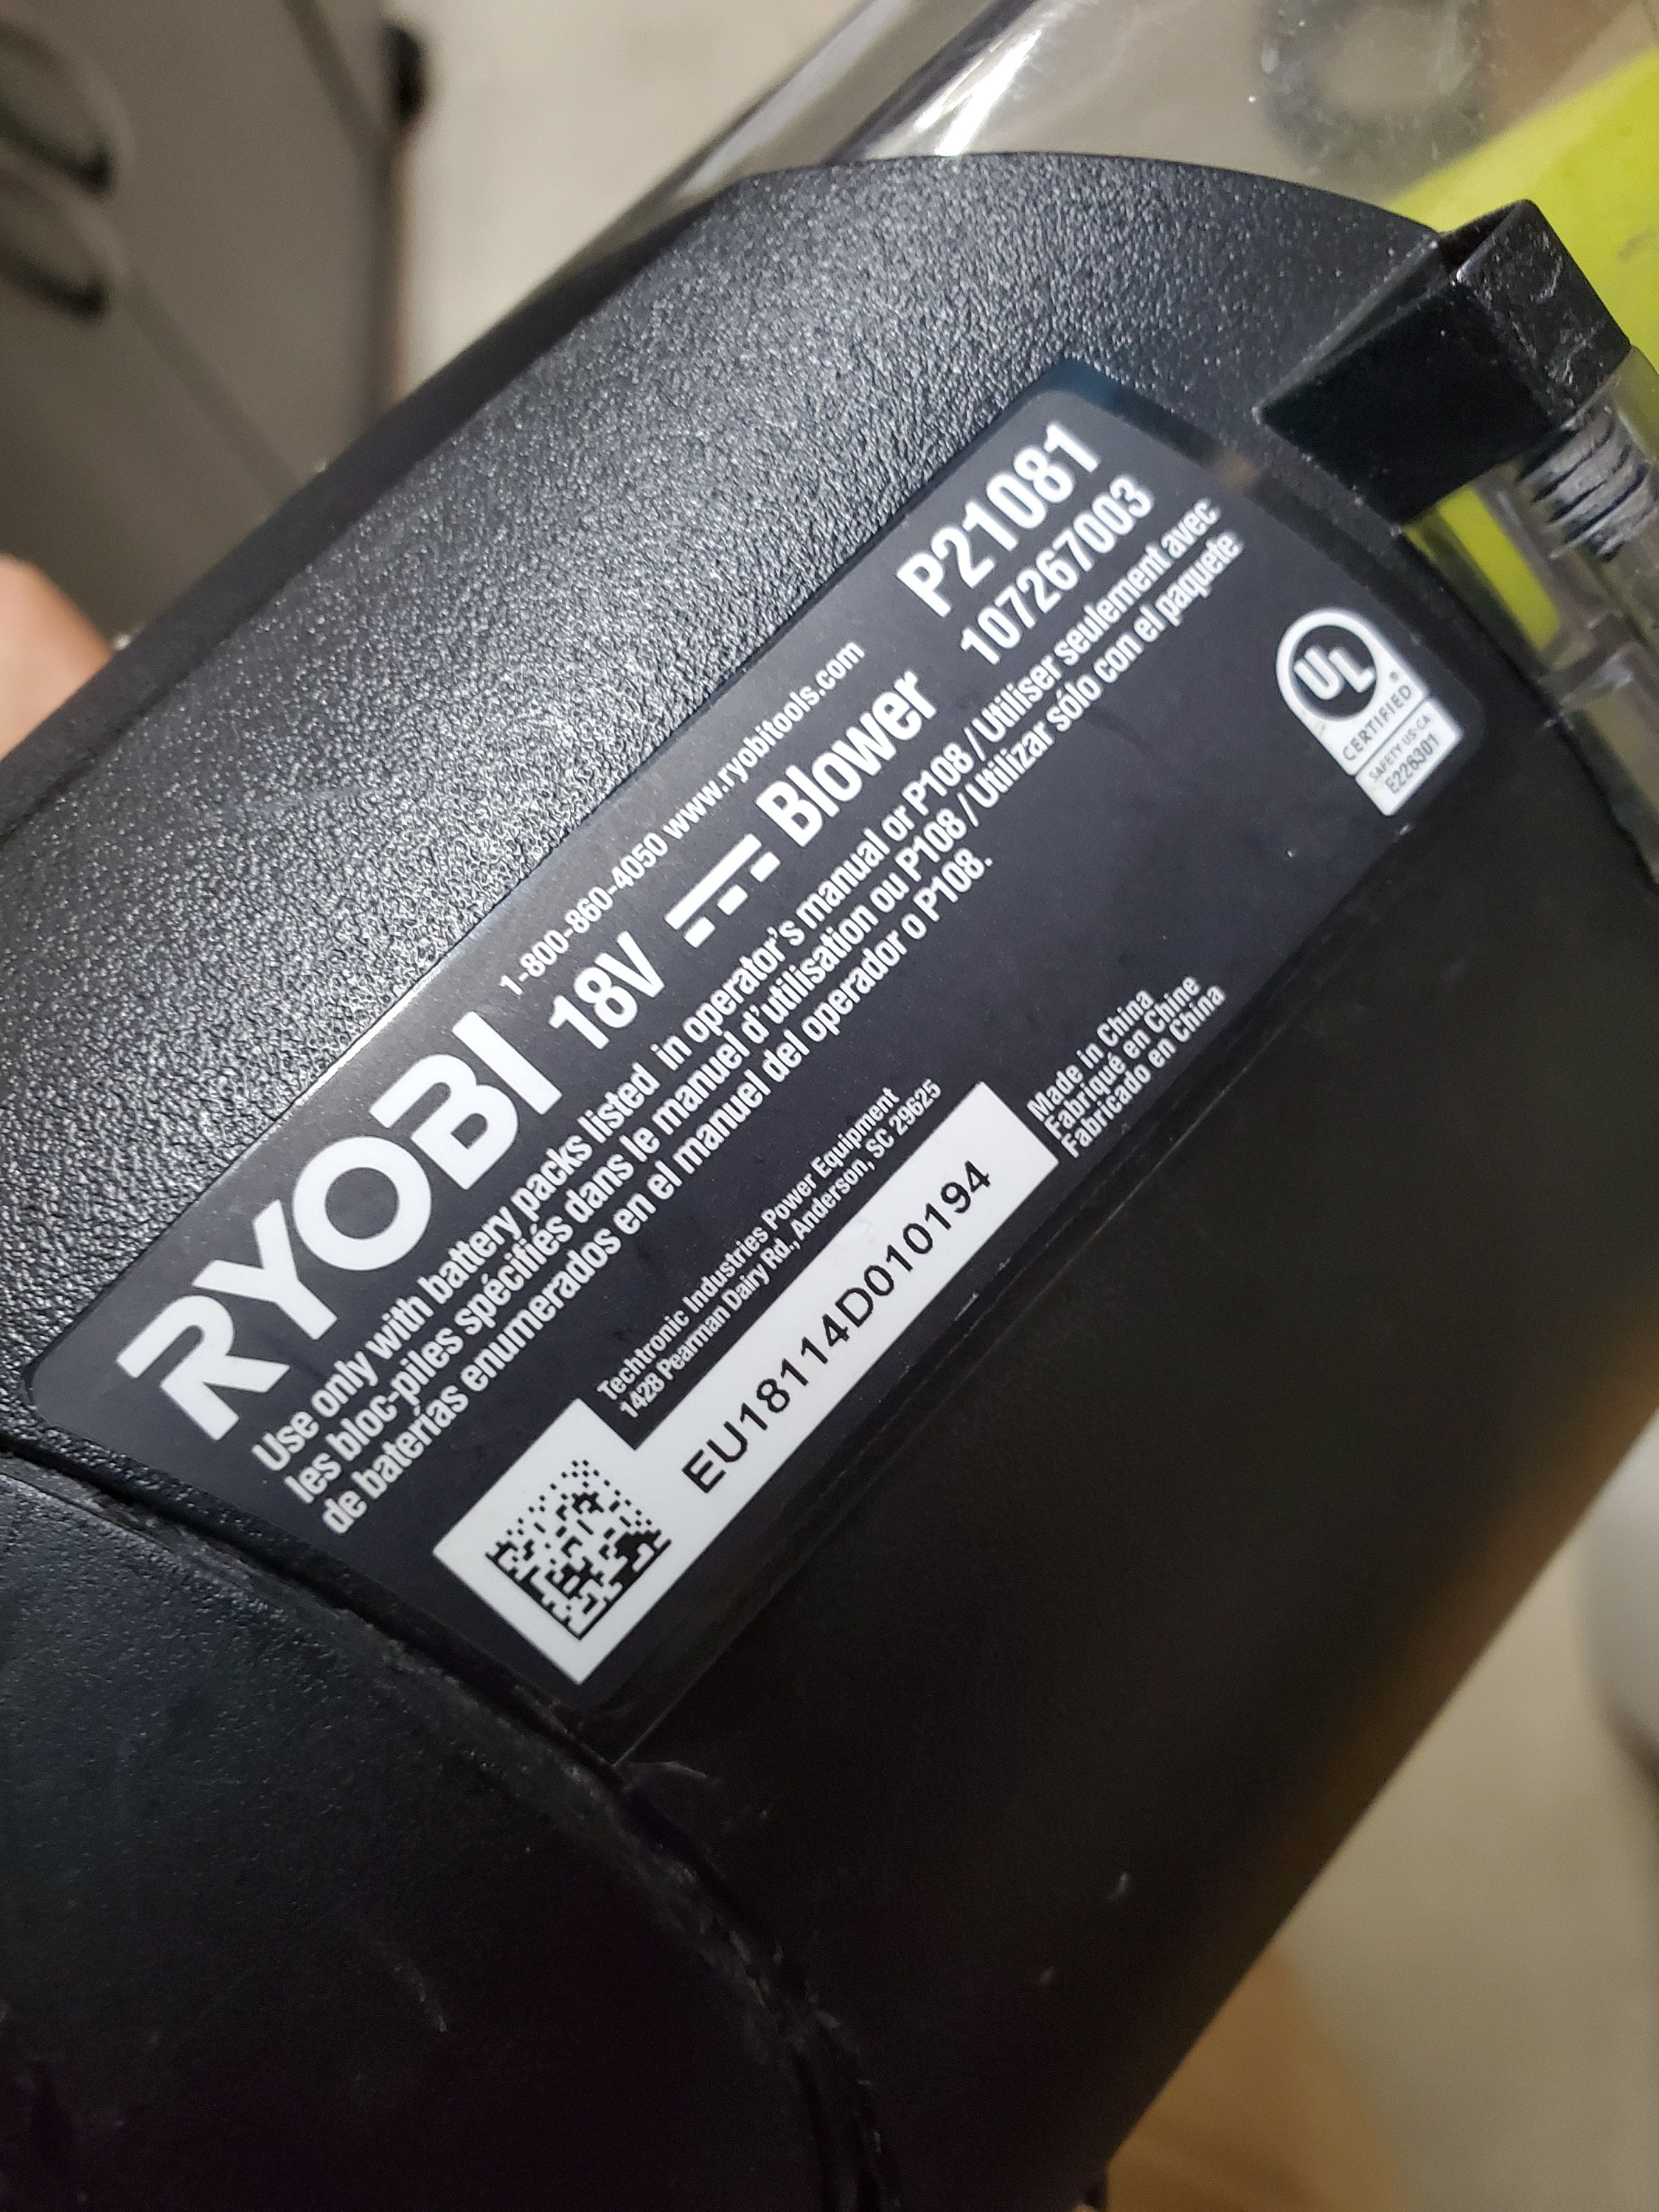 RYOBI
1-800-860-4050 www.ryobitools.com
18V ⎓ Blower
P21081
107267003
Use only with battery packs listed in operator's manual or P108 / Utiliser seulement avec
les bloc-piles spécifiés dans le manuel d'utilisation ou P108 / Utilizar sólo con el paquete
de baterías enumerados en el manuel del operador o P108.
UL
CERTIFIED®
SAFETY US-CA
E226301
Techtronic Industries Power Equipment
1428 Pearman Dairy Rd., Anderson, SC 29625
EU18114D010194
Made in China
Fabriqué en Chine
Fabricado en China